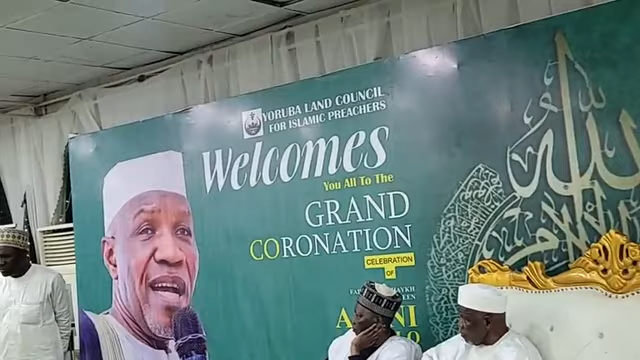 YORUBA LAND COUNCIL
FOR ISLAMIC PREACHERS
Welcomes
You All To The
GRAND
CORONATION
CELEBRATION
OF